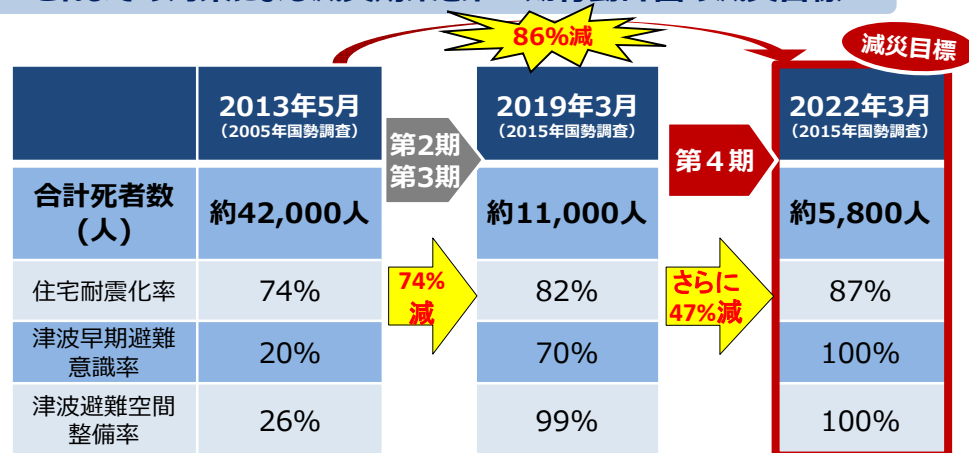 86%減
減災目標
2013年5月
（2005年国勢調査）
第2期
第3期
2019年3月
（2015年国勢調査）
第４期
2022年3月
（2015年国勢調査）
合計死者数
(人)
約42,000人
約11,000人
約5,800人
住宅耐震化率
74%
74%
減
82%
さらに
47%減
87%
津波早期避難
意識率
20%
70%
100%
津波避難空間
整備率
26%
99%
100%